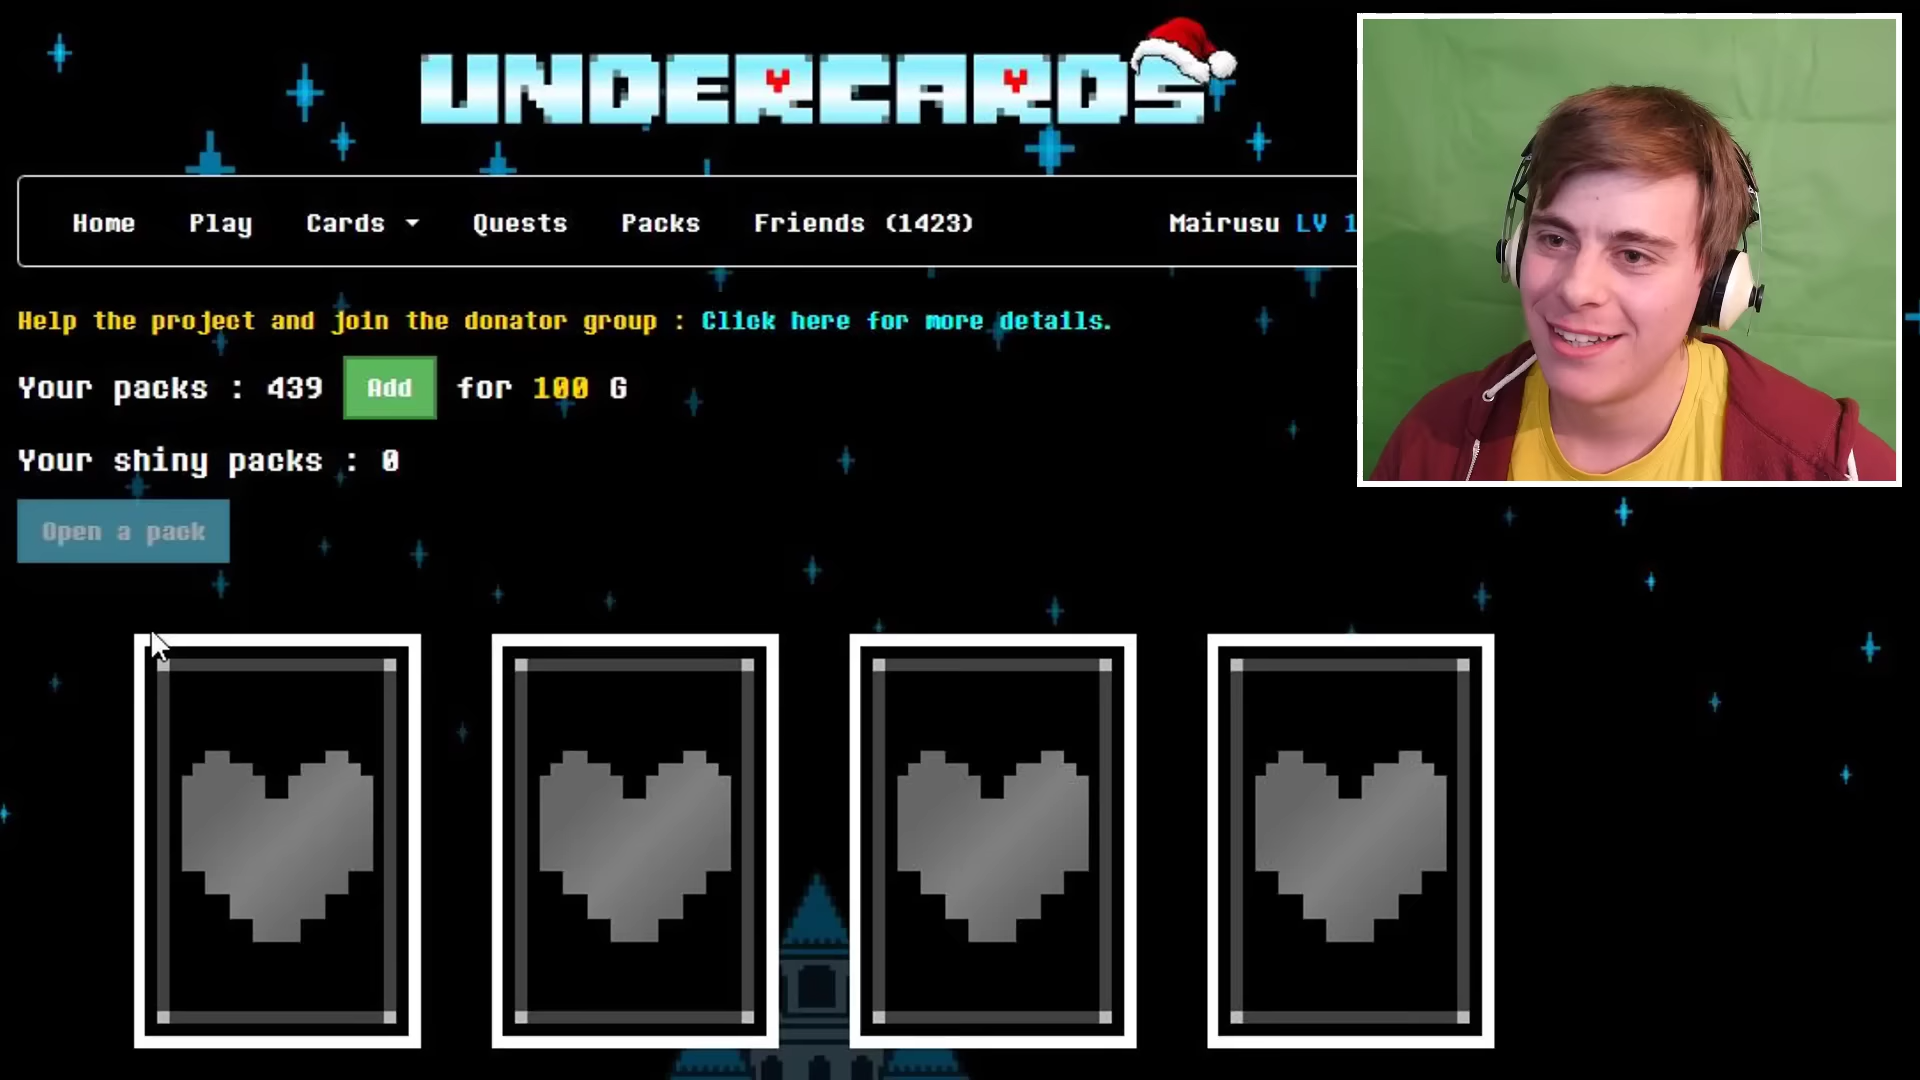 UNDERCARDS
Home Play Cards Quests Packs Friends (1423) Mairusu LV 1
Help the project and join the donator group : Click here for more details.
Your packs : 439 Add for 100 G
Your shiny packs : 0
Open a pack